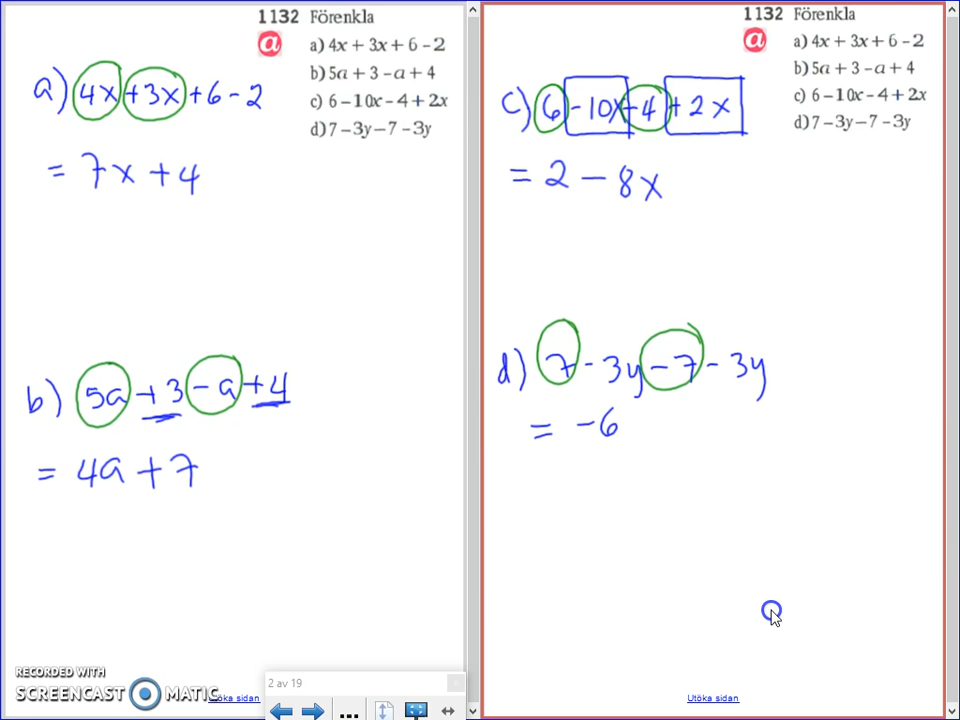 1132 Förenkla
a
a) 4x + 3x + 6 - 2
b) 5a + 3 - a + 4
c) 6 - 10x - 4 + 2x
d) 7 - 3y - 7 - 3y
a) 4x + 3x + 6 - 2
= 7x + 4
b) 5a + 3 - a + 4
= 4a + 7
RECORDED WITH
SCREENCAST MATIC
Utöka sidan
2 av 19
1132 Förenkla
a
a) 4x + 3x + 6 - 2
b) 5a + 3 - a + 4
c) 6 - 10x - 4 + 2x
d) 7 - 3y - 7 - 3y
c) 6 - 10x - 4 + 2x
= 2 - 8x
d) 7 - 3y - 7 - 3y
= -6
Utöka sidan